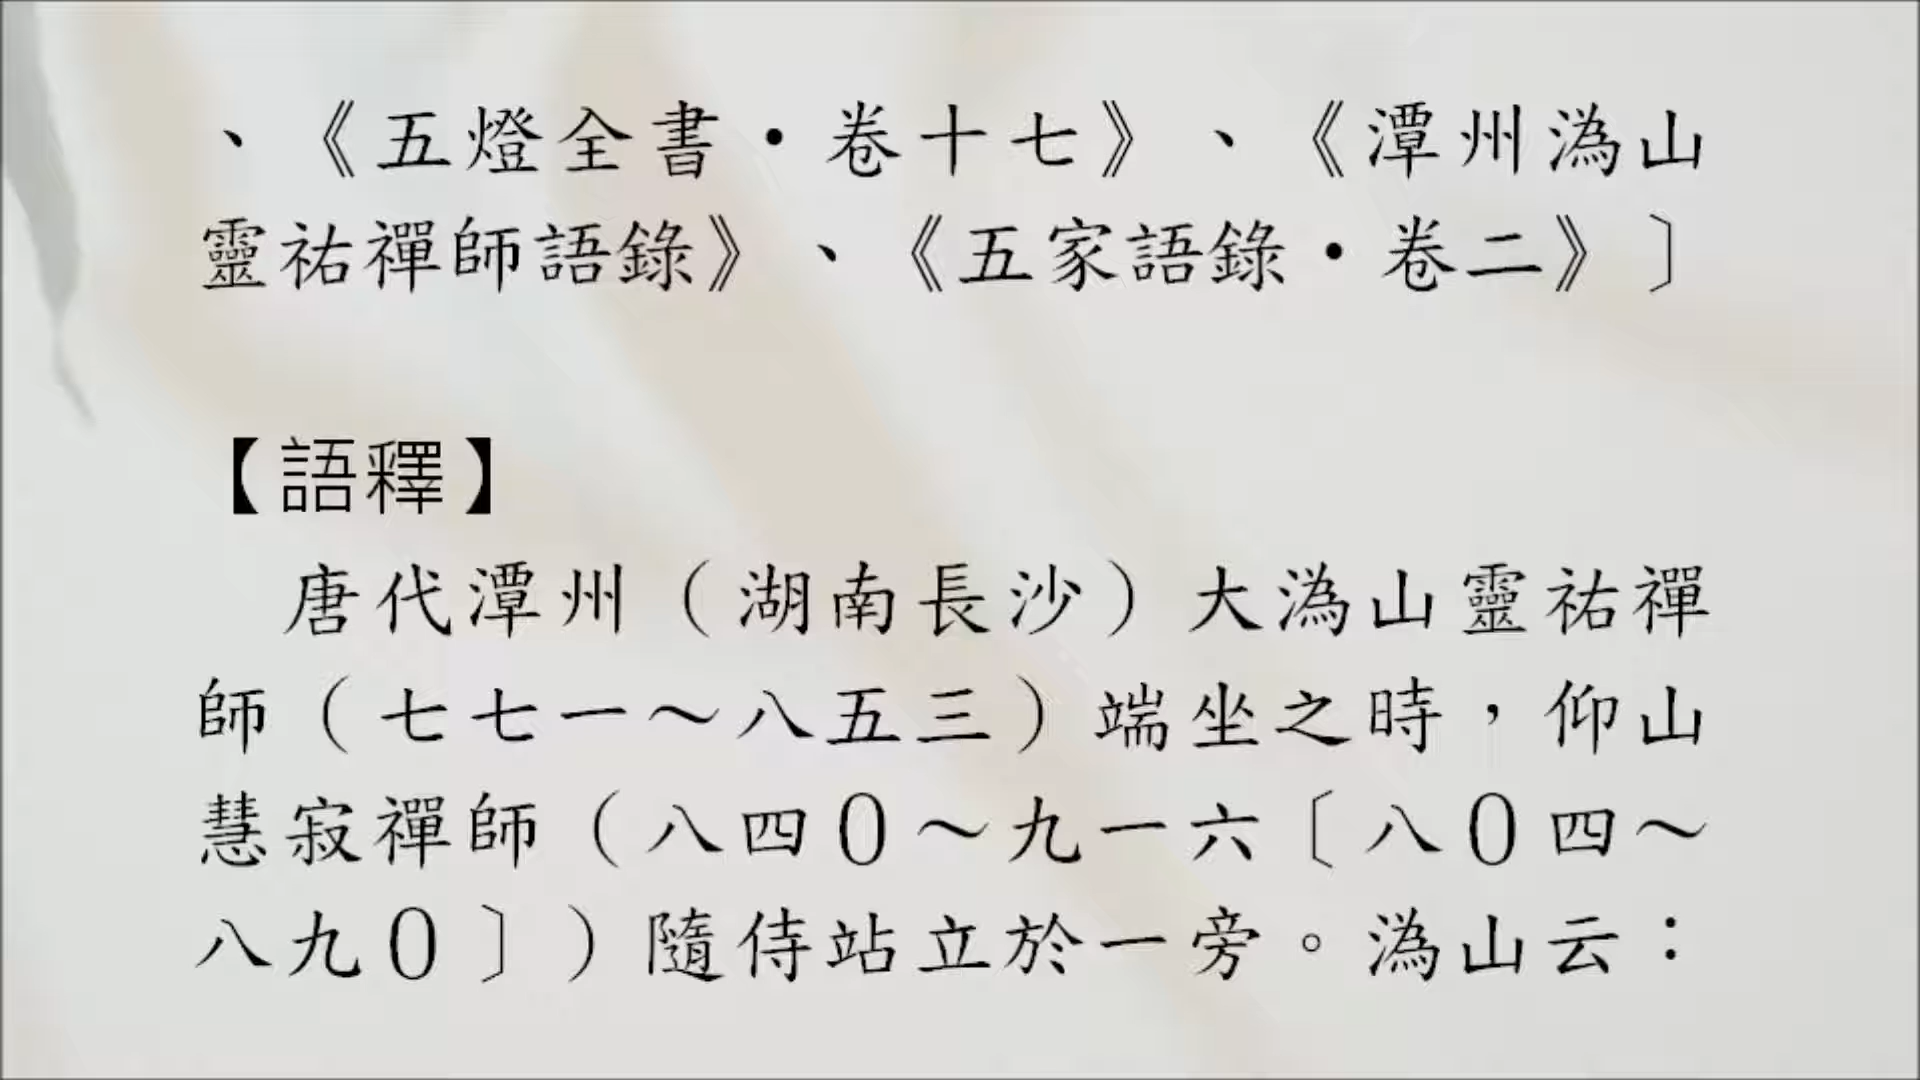 、《五燈全書・卷十七》、《潭州溈山
靈祐禪師語錄》、《五家語錄・卷二》〕
【語釋】
唐代潭州（湖南長沙）大溈山靈祐禪
師（七七一～八五三）端坐之時，仰山
慧寂禪師（八四０～九一六〔八０四～
八九０〕）隨侍站立於一旁。溈山云：